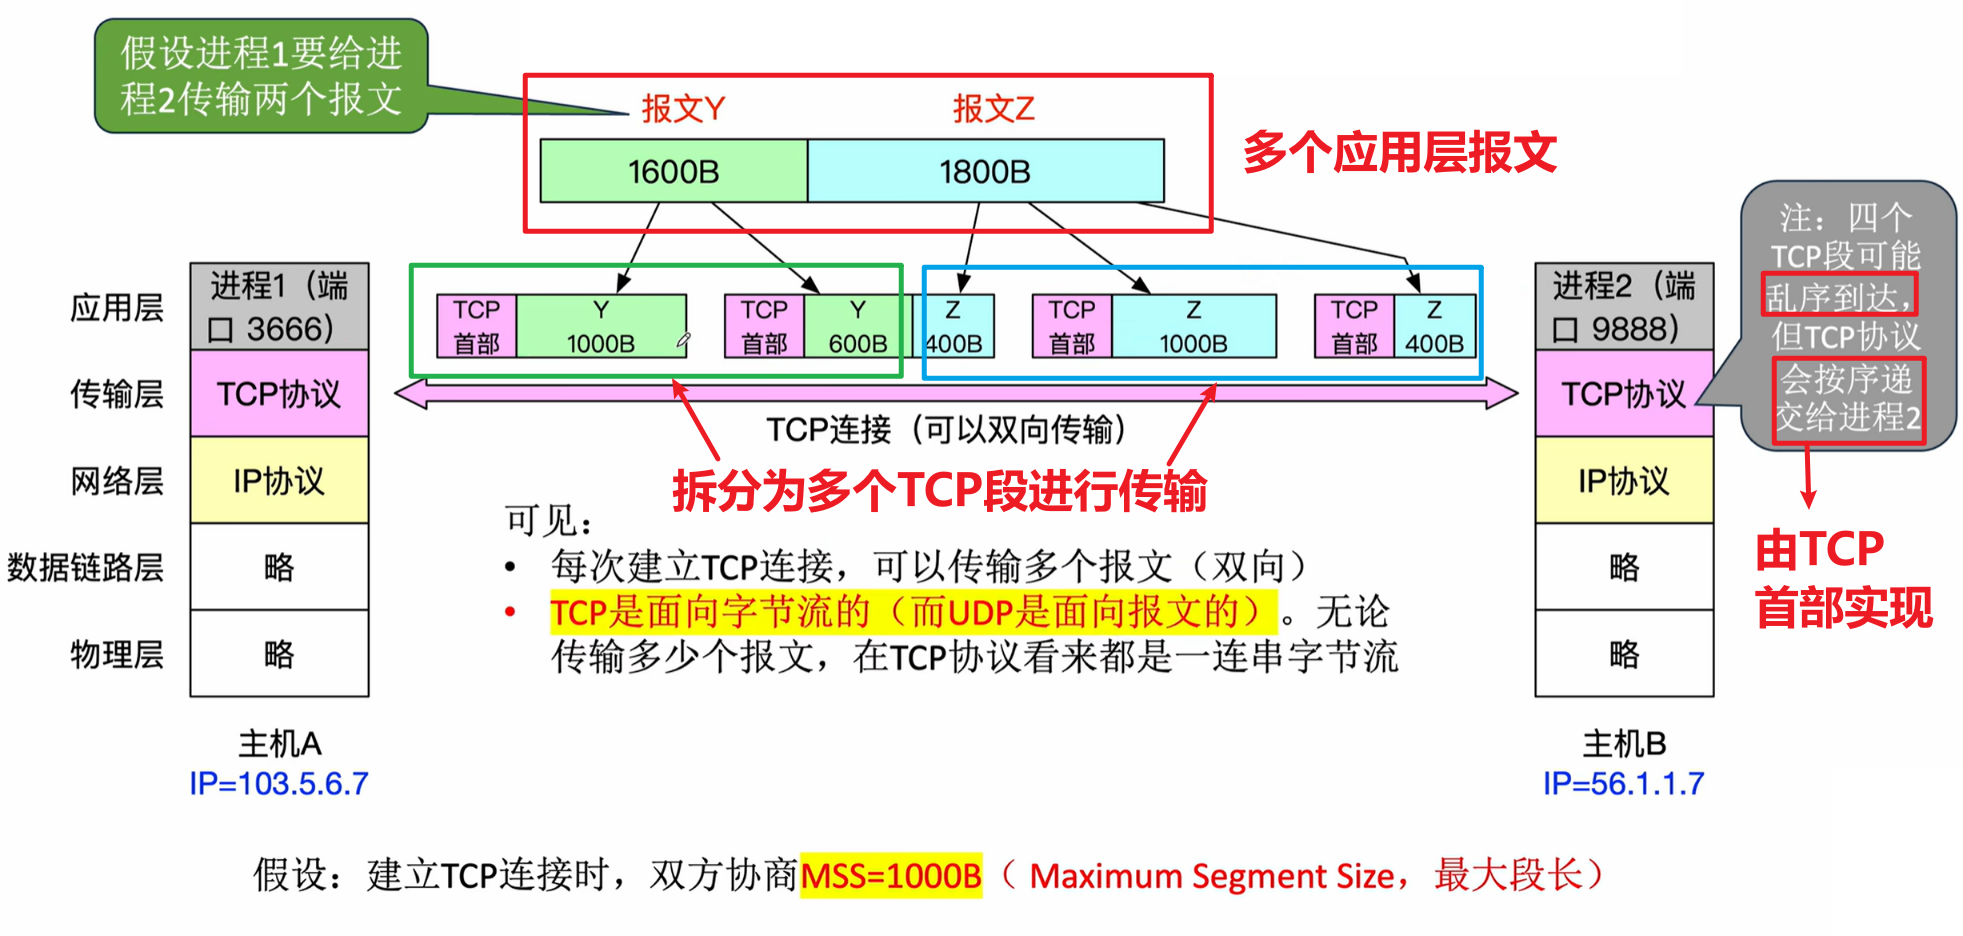 假设进程1要给进
程2传输两个报文
报文Y
报文Z
1600B
1800B
多个应用层报文
注：四个
TCP段可能
乱序到达，
但TCP协议
会按序递
交给进程2
应用层
进程1（端
口 3666）
TCP
首部
Y
1000B
TCP
首部
Y
600B
Z
400B
TCP
首部
Z
1000B
TCP
首部
Z
400B
进程2（端
口 9888）
传输层
TCP协议
TCP连接（可以双向传输）
TCP协议
拆分为多个TCP段进行传输
网络层
IP协议
IP协议
由TCP
首部实现
可见：
• 每次建立TCP连接，可以传输多个报文（双向）
• TCP是面向字节流的（而UDP是面向报文的）。无论
传输多少个报文，在TCP协议看来都是一连串字节流
数据链路层
略
略
物理层
略
略
主机A
IP=103.5.6.7
主机B
IP=56.1.1.7
假设：建立TCP连接时，双方协商MSS=1000B（ Maximum Segment Size，最大段长）